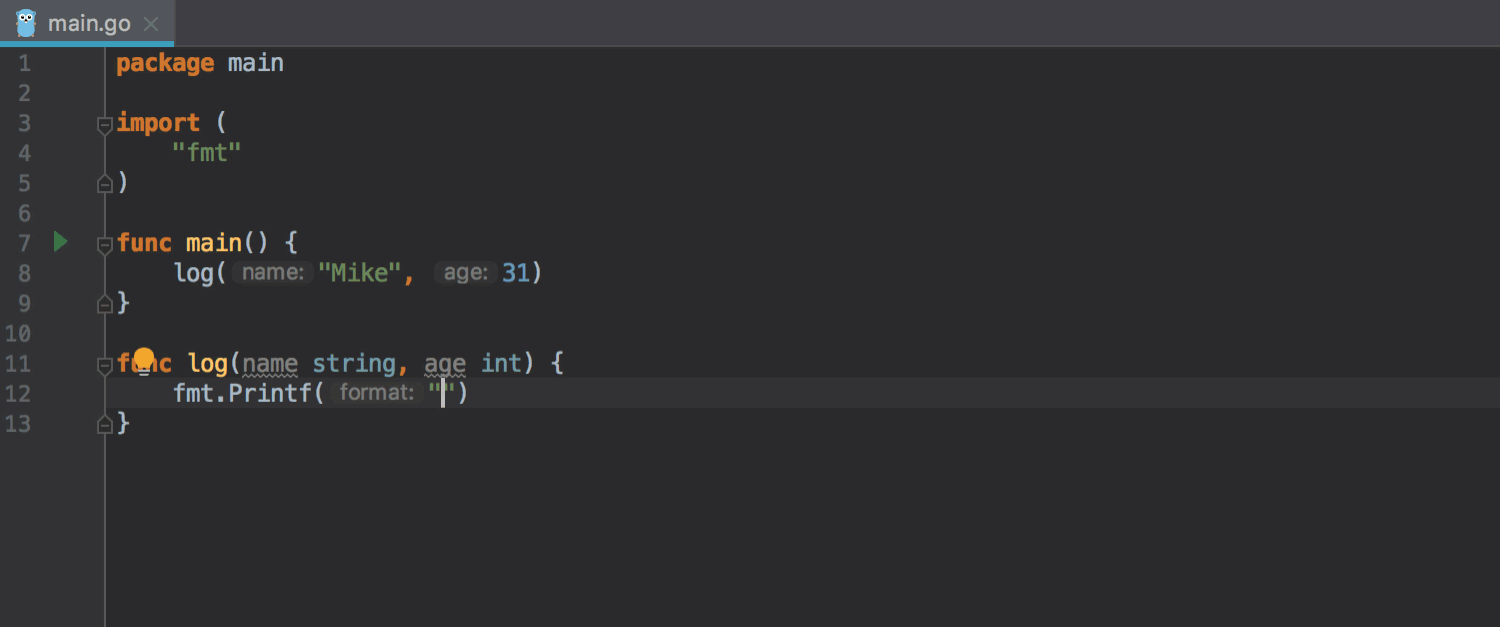 main.go
1 package main
2
3 import (
4 "fmt"
5 )
6
7 func main() {
8 log( name: "Mike", age: 31)
9 }
10
11 func log(name string, age int) {
12 fmt.Printf( format: "")
13 }